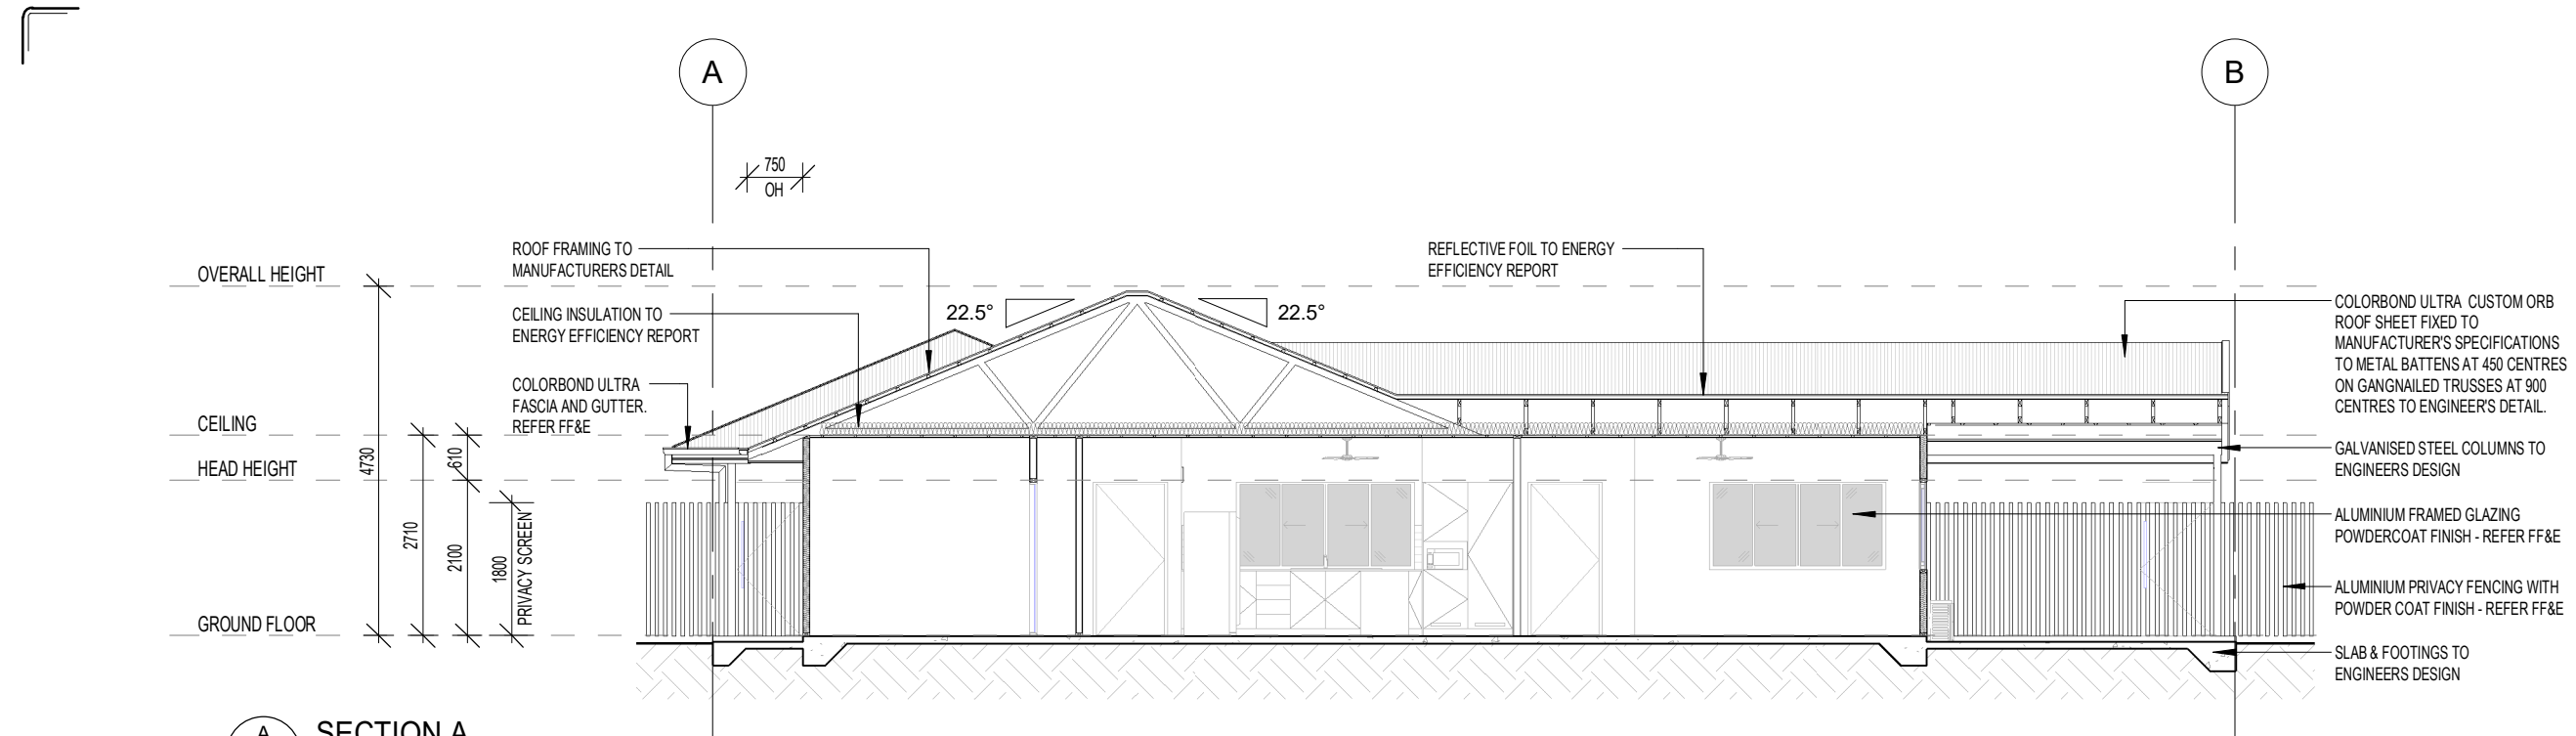 A
B
750
OH
ROOF FRAMING TO
MANUFACTURERS DETAIL
REFLECTIVE FOIL TO ENERGY
EFFICIENCY REPORT
OVERALL HEIGHT
22.5°
22.5°
CEILING INSULATION TO
ENERGY EFFICIENCY REPORT
COLORBOND ULTRA CUSTOM ORB
ROOF SHEET FIXED TO
MANUFACTURER'S SPECIFICATIONS
TO METAL BATTENS AT 450 CENTRES
ON GANGNAILED TRUSSES AT 900
CENTRES TO ENGINEER'S DETAIL.
COLORBOND ULTRA
FASCIA AND GUTTER.
REFER FF&E
CEILING
HEAD HEIGHT
GROUND FLOOR
4730
2710
610
2100
1800
PRIVACY SCREEN
GALVANISED STEEL COLUMNS TO
ENGINEERS DESIGN
ALUMINIUM FRAMED GLAZING
POWDERCOAT FINISH - REFER FF&E
ALUMINIUM PRIVACY FENCING WITH
POWDER COAT FINISH - REFER FF&E
SLAB & FOOTINGS TO
ENGINEERS DESIGN
A
SECTION A